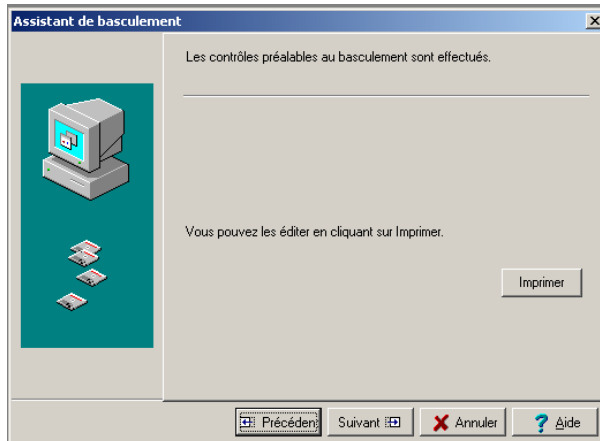 Assistant de basculement
Les contrôles préalables au basculement sont effectués.
Vous pouvez les éditer en cliquant sur Imprimer.
Imprimer
Précéden
Suivant
Annuler
Aide